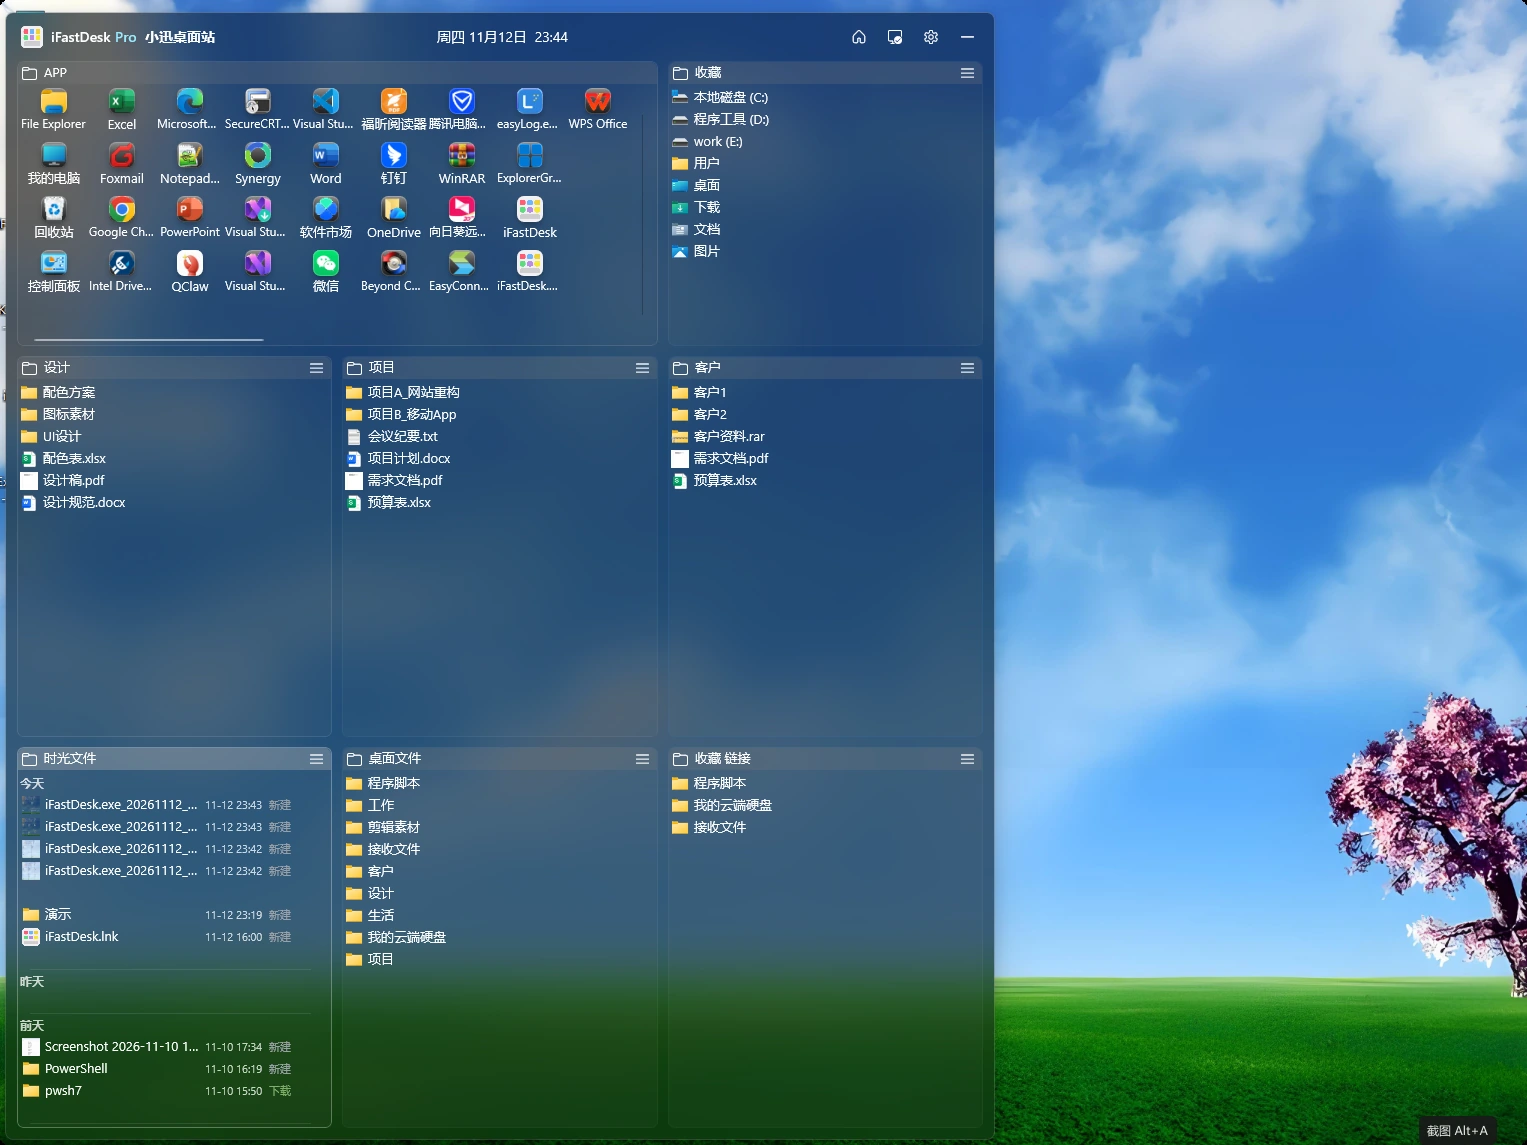 iFastDesk Pro 小迅桌面站
周四 11月12日 23:44
APP
File Explorer Excel Microsoft... SecureCRT... Visual Stu... 福昕阅读器 腾讯电脑... easyLog.e... WPS Office
我的电脑 Foxmail Notepad... Synergy Word 钉钉 WinRAR ExplorerGr...
回收站 Google Ch... PowerPoint Visual Stu... 软件市场 OneDrive 向日葵远... iFastDesk
控制面板 Intel Drive... QClaw Visual Stu... 微信 Beyond C... EasyConn... iFastDesk....
收藏
本地磁盘 (C:)
程序工具 (D:)
work (E:)
用户
桌面
下载
文档
图片
设计
配色方案
图标素材
UI设计
配色表.xlsx
设计稿.pdf
设计规范.docx
项目
项目A_网站重构
项目B_移动App
会议纪要.txt
项目计划.docx
需求文档.pdf
预算表.xlsx
客户
客户1
客户2
客户资料.rar
需求文档.pdf
预算表.xlsx
时光文件
今天
iFastDesk.exe_20261112_... 11-12 23:43 新建
iFastDesk.exe_20261112_... 11-12 23:43 新建
iFastDesk.exe_20261112_... 11-12 23:42 新建
iFastDesk.exe_20261112_... 11-12 23:42 新建
演示 11-12 23:19 新建
iFastDesk.lnk 11-12 16:00 新建
昨天
前天
Screenshot 2026-11-10 1... 11-10 17:34 新建
PowerShell 11-10 16:19 新建
pwsh7 11-10 15:50 下载
桌面文件
程序脚本
工作
剪辑素材
接收文件
客户
设计
生活
我的云端硬盘
项目
收藏 链接
程序脚本
我的云端硬盘
接收文件
截图 Alt+A